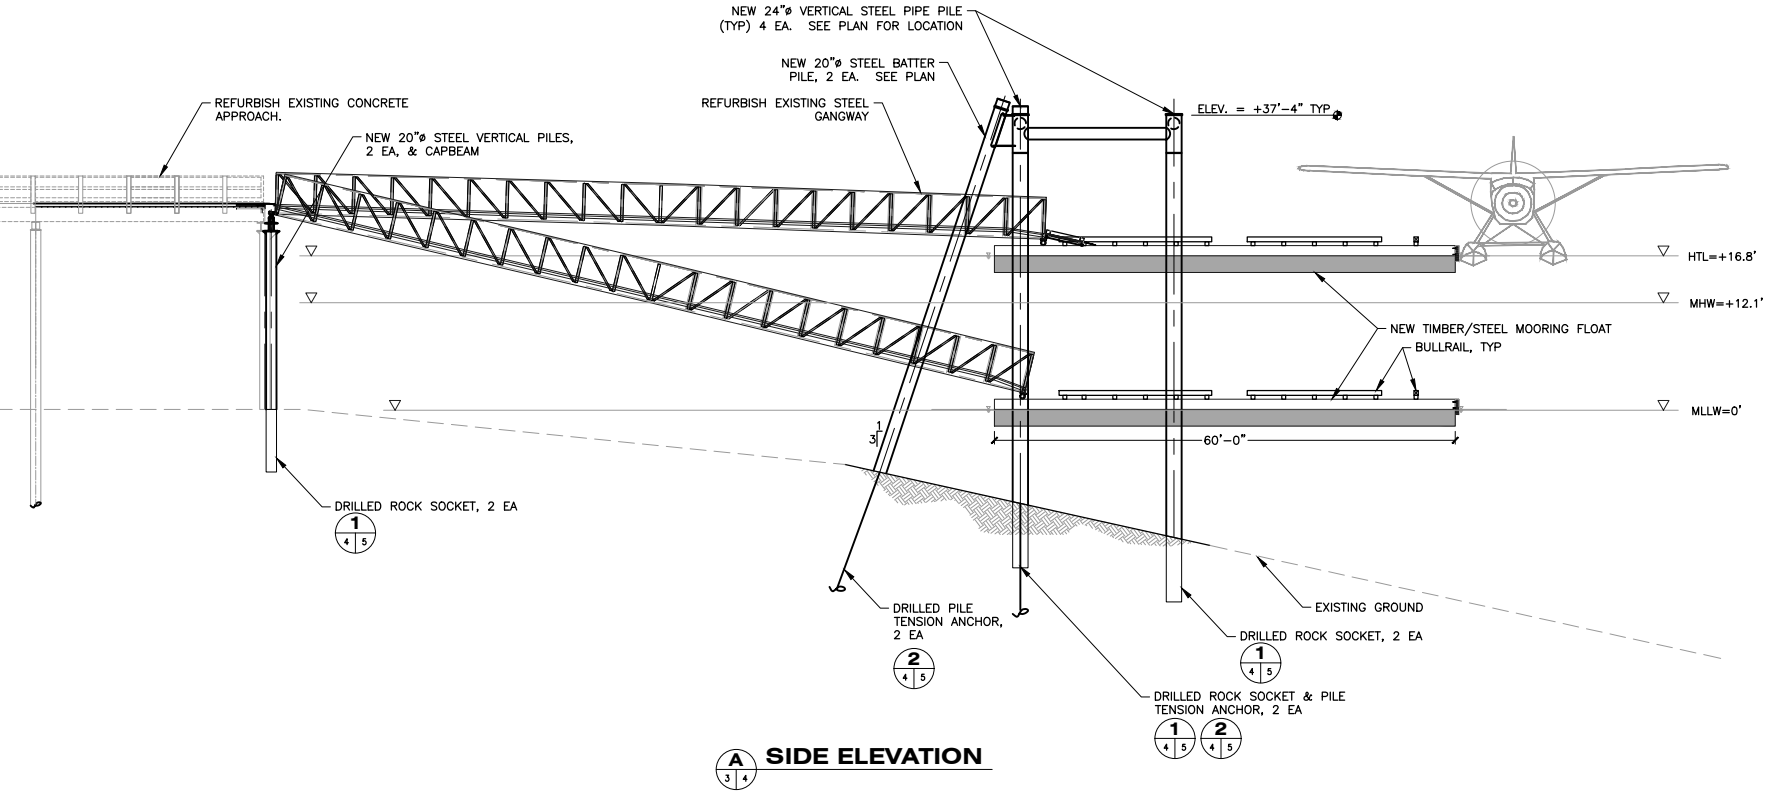 NEW 24"ø VERTICAL STEEL PIPE PILE
(TYP) 4 EA. SEE PLAN FOR LOCATION
NEW 20"ø STEEL BATTER
PILE, 2 EA. SEE PLAN
REFURBISH EXISTING CONCRETE
APPROACH.
REFURBISH EXISTING STEEL
GANGWAY
ELEV. = +37'-4" TYP
NEW 20"ø STEEL VERTICAL PILES,
2 EA, & CAPBEAM
HTL=+16.8'
MHW=+12.1'
NEW TIMBER/STEEL MOORING FLOAT
BULLRAIL, TYP
MLLW=0'
1
3
60'-0"
DRILLED ROCK SOCKET, 2 EA
1
4 5
DRILLED PILE
TENSION ANCHOR,
2 EA
2
4 5
EXISTING GROUND
DRILLED ROCK SOCKET, 2 EA
1
4 5
DRILLED ROCK SOCKET & PILE
TENSION ANCHOR, 2 EA
1 2
4 5 4 5
A SIDE ELEVATION
3 4